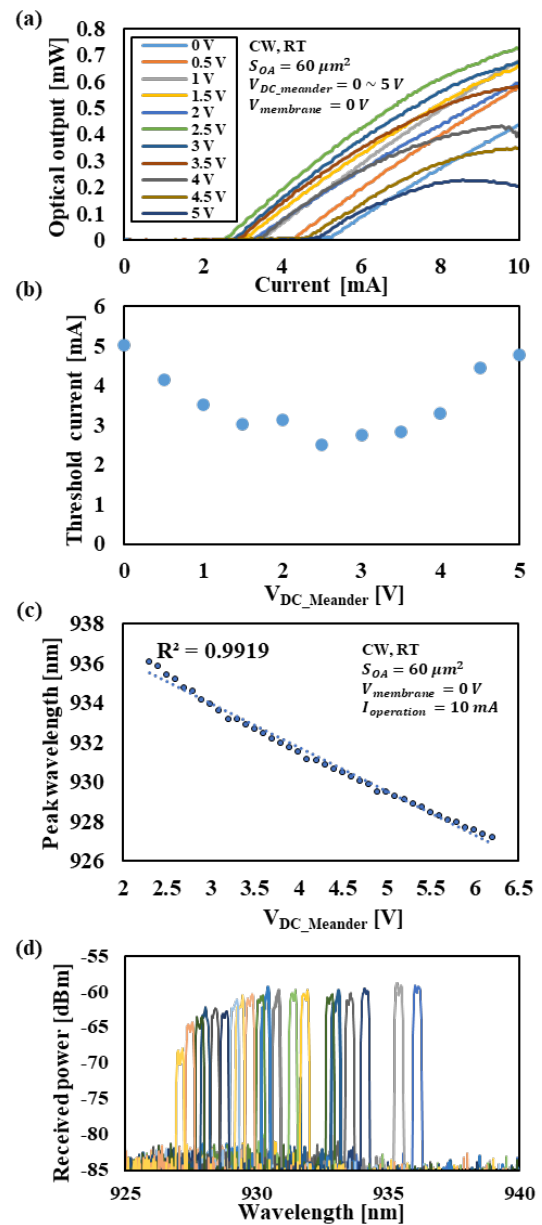 (a)
0.8
0.7
0.6
0.5
0.4
0.3
0.2
0.1
0
Optical output [mW]
0 V
0.5 V
1 V
1.5 V
2 V
2.5 V
3 V
3.5 V
4 V
4.5 V
5 V
CW, RT
S_OA = 60 μm²
V_DC_meander = 0 ~ 5 V
V_membrane = 0 V
0 2 4 6 8 10
Current [mA]
(b)
6
5
4
3
2
1
0
Threshold current [mA]
0 1 2 3 4 5
V_DC_Meander [V]
(c)
938
936
934
932
930
928
926
Peakwavelength [nm]
R² = 0.9919
CW, RT
S_OA = 60 μm²
V_membrane = 0 V
I_operation = 10 mA
2 2.5 3 3.5 4 4.5 5 5.5 6 6.5
V_DC_Meander [V]
(d)
-55
-60
-65
-70
-75
-80
-85
Received power [dBm]
925 930 935 940
Wavelength [nm]